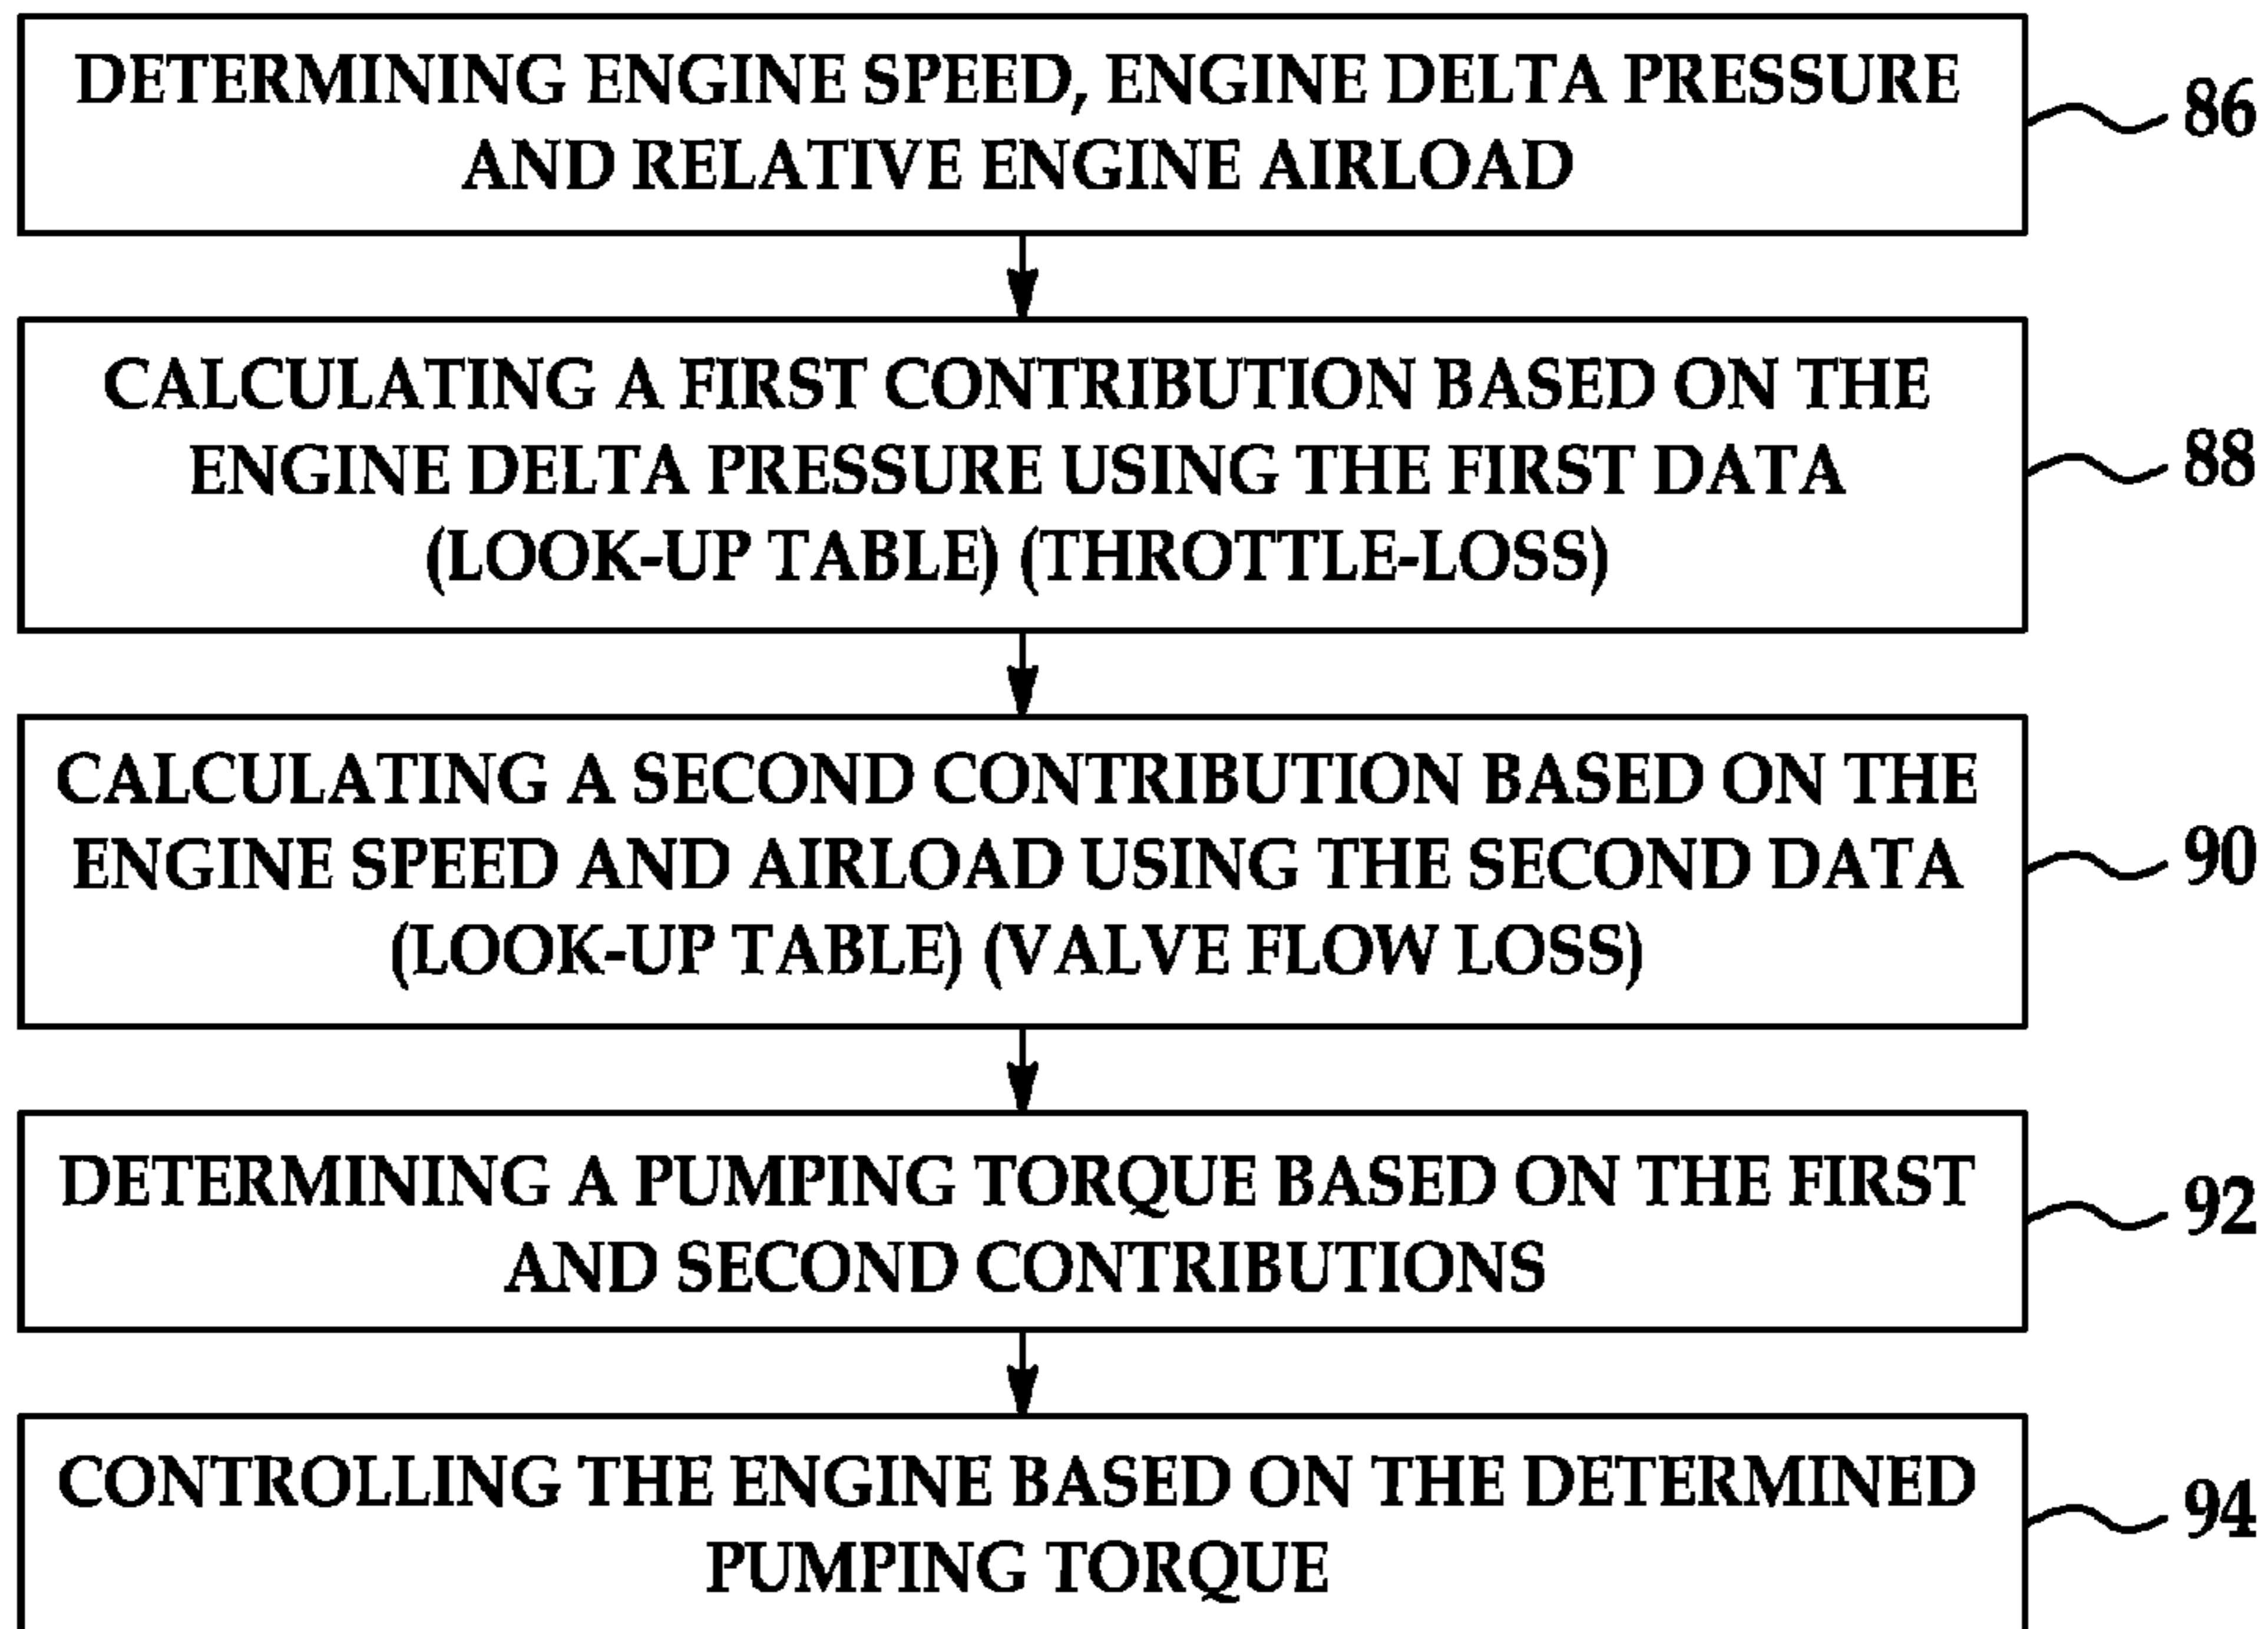 DETERMINING ENGINE SPEED, ENGINE DELTA PRESSURE
AND RELATIVE ENGINE AIRLOAD
86
CALCULATING A FIRST CONTRIBUTION BASED ON THE
ENGINE DELTA PRESSURE USING THE FIRST DATA
(LOOK-UP TABLE) (THROTTLE-LOSS)
88
CALCULATING A SECOND CONTRIBUTION BASED ON THE
ENGINE SPEED AND AIRLOAD USING THE SECOND DATA
(LOOK-UP TABLE) (VALVE FLOW LOSS)
90
DETERMINING A PUMPING TORQUE BASED ON THE FIRST
AND SECOND CONTRIBUTIONS
92
CONTROLLING THE ENGINE BASED ON THE DETERMINED
PUMPING TORQUE
94